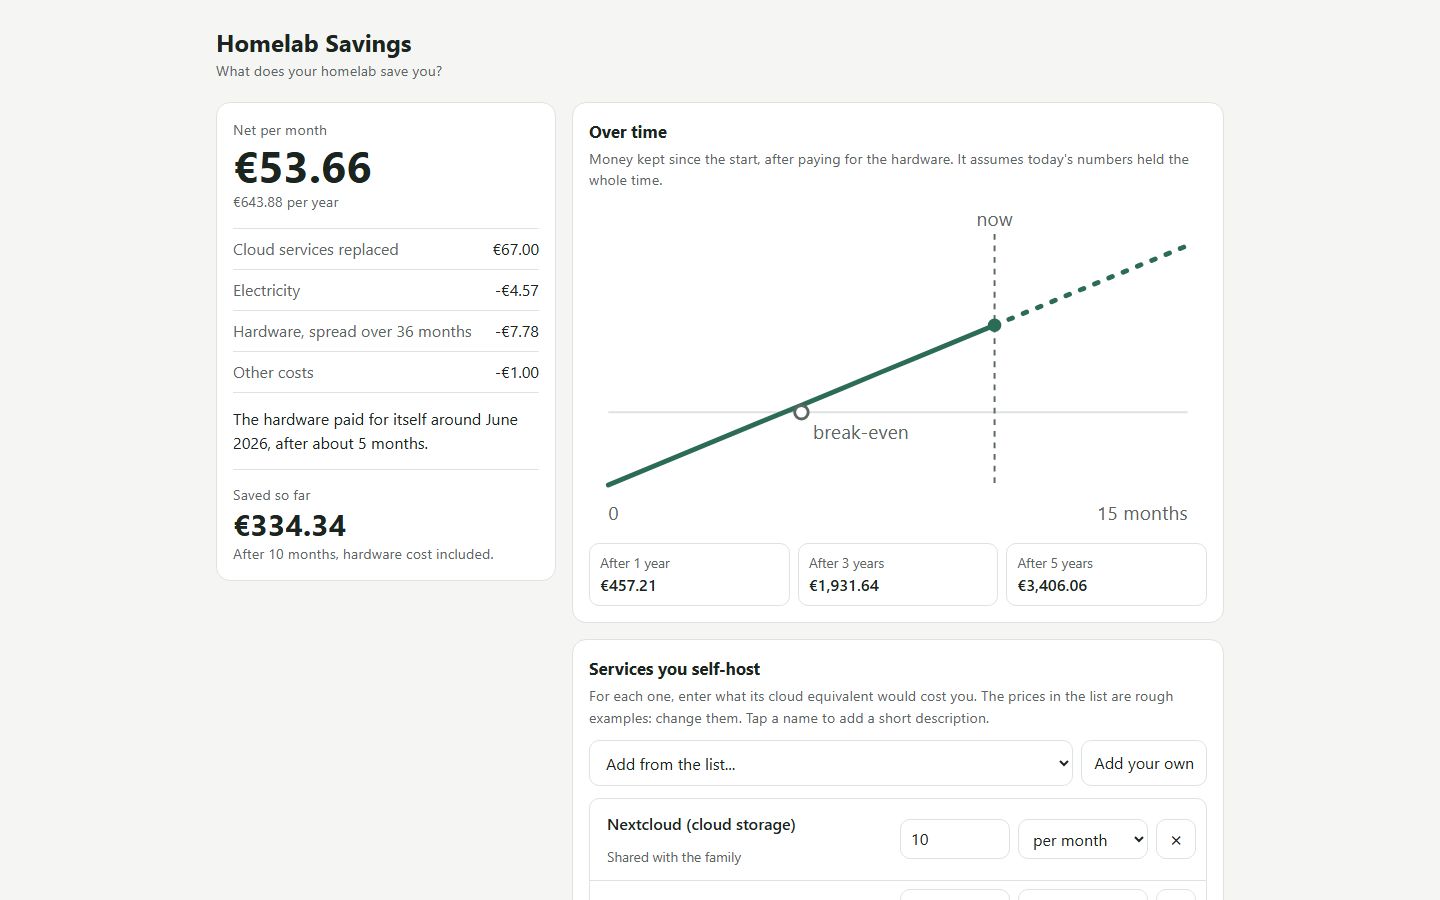 Homelab Savings
What does your homelab save you?
Net per month
€53.66
€643.88 per year
Cloud services replaced €67.00
Electricity -€4.57
Hardware, spread over 36 months -€7.78
Other costs -€1.00
The hardware paid for itself around June
2026, after about 5 months.
Saved so far
€334.34
After 10 months, hardware cost included.
Over time
Money kept since the start, after paying for the hardware. It assumes today's numbers held the
whole time.
now
break-even
0 15 months
After 1 year
€457.21
After 3 years
€1,931.64
After 5 years
€3,406.06
Services you self-host
For each one, enter what its cloud equivalent would cost you. The prices in the list are rough
examples: change them. Tap a name to add a short description.
Add from the list... Add your own
Nextcloud (cloud storage)
Shared with the family
10 per month ×